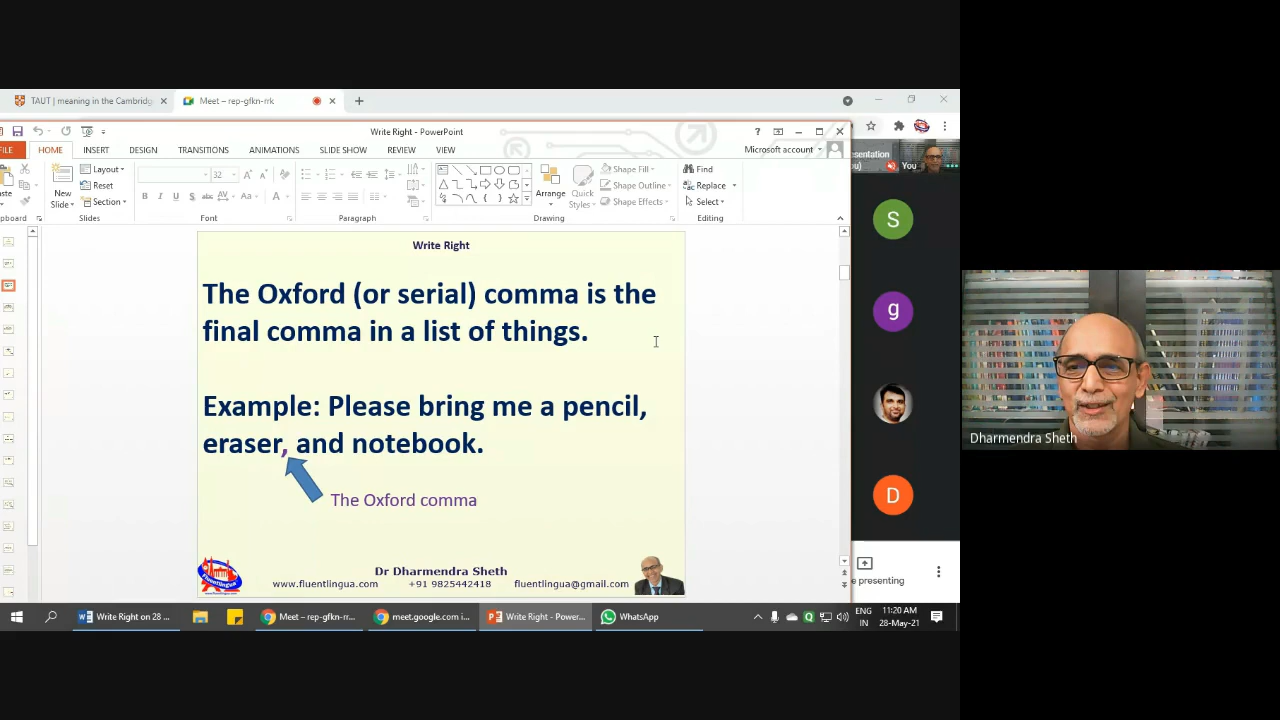 TAUT | meaning in the Cambridg
Meet – rep-gfkn-rrk
Write Right - PowerPoint
FILE HOME INSERT DESIGN TRANSITIONS ANIMATIONS SLIDE SHOW REVIEW VIEW
Microsoft account
You
New
Slide
Layout
Reset
Section
32
Arrange
Quick
Styles
Shape Fill
Shape Outline
Shape Effects
Find
Replace
Select
Slides
Font
Paragraph
Drawing
Editing
Write Right
The Oxford (or serial) comma is the
final comma in a list of things.
Example: Please bring me a pencil,
eraser, and notebook.
The Oxford comma
Dr Dharmendra Sheth
www.fluentlingua.com +91 9825442418 fluentlingua@gmail.com
Fluentlingua
S
g
D
e presenting
Dharmendra Sheth
Write Right on 28 ...
Meet – rep-gfkn-rr...
meet.google.com i...
Write Right - Power...
WhatsApp
ENG
IN
11:20 AM
28-May-21